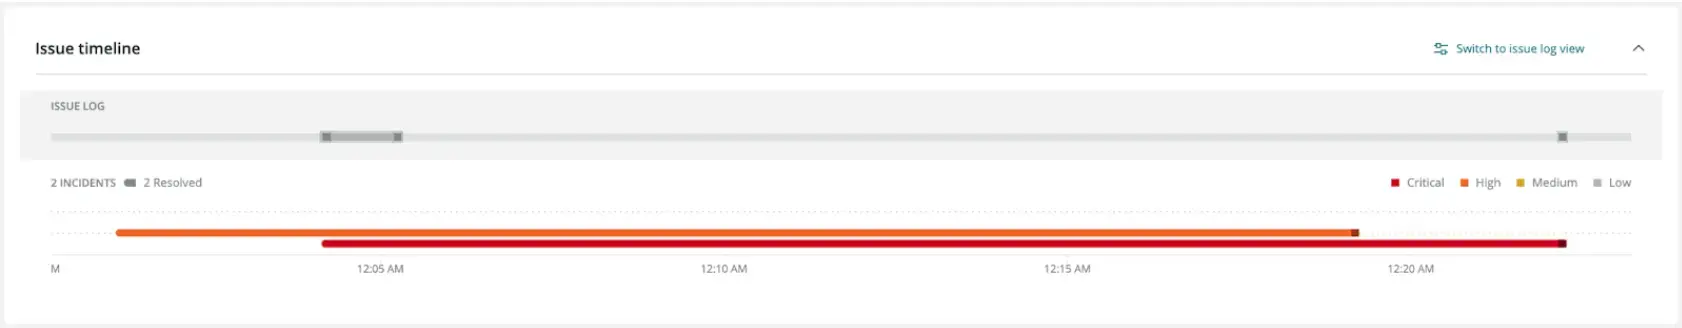 Issue timeline
Switch to issue log view
ISSUE LOG
2 INCIDENTS 2 Resolved
Critical High Medium Low
M 12:05 AM 12:10 AM 12:15 AM 12:20 AM